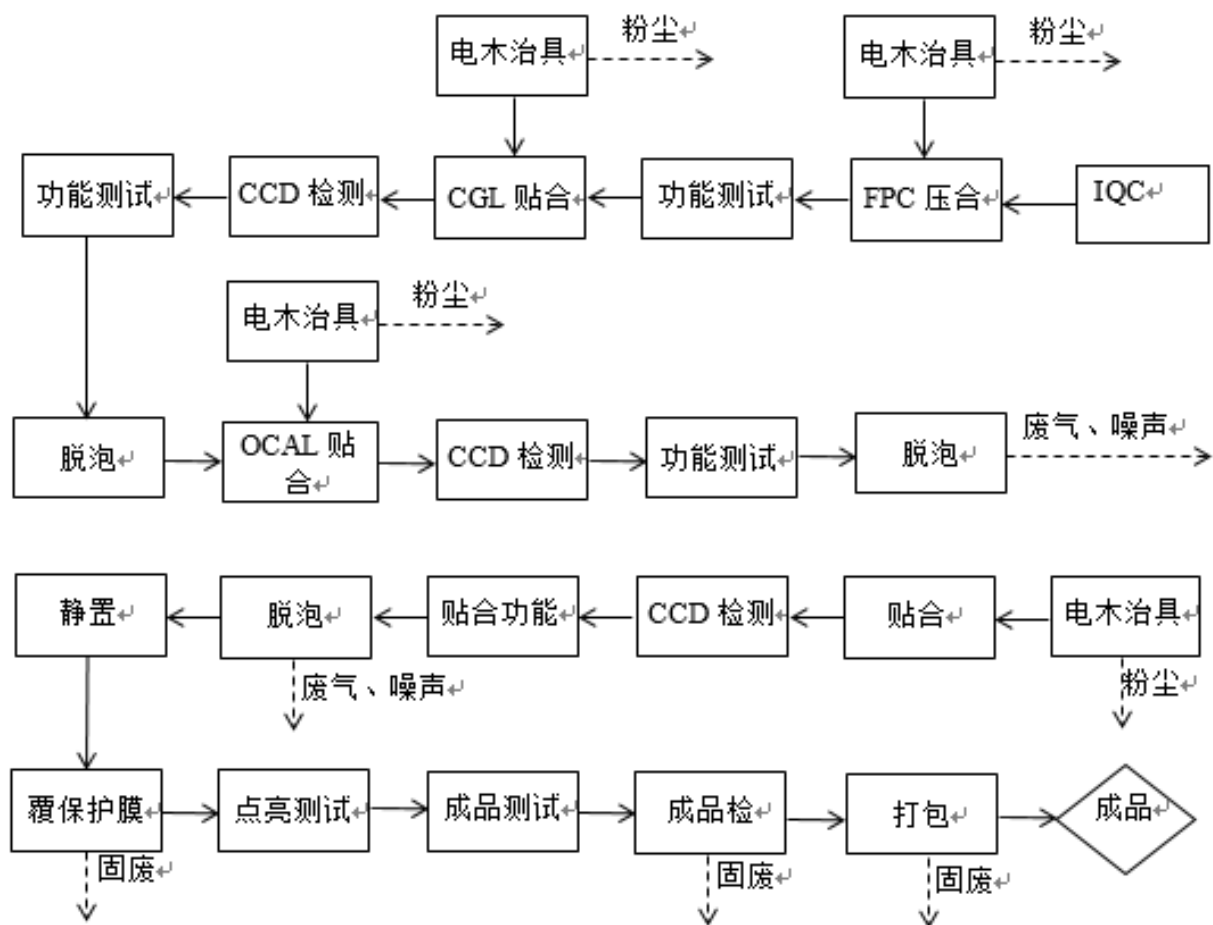 电木治具
粉尘
电木治具
粉尘
功能测试
CCD 检测
CGL 贴合
功能测试
FPC 压合
IQC
电木治具
粉尘
脱泡
OCAL 贴
合
CCD 检测
功能测试
脱泡
废气、噪声
静置
脱泡
贴合功能
CCD 检测
贴合
电木治具
废气、噪声
粉尘
覆保护膜
点亮测试
成品测试
成品检
打包
成品
固废
固废
固废